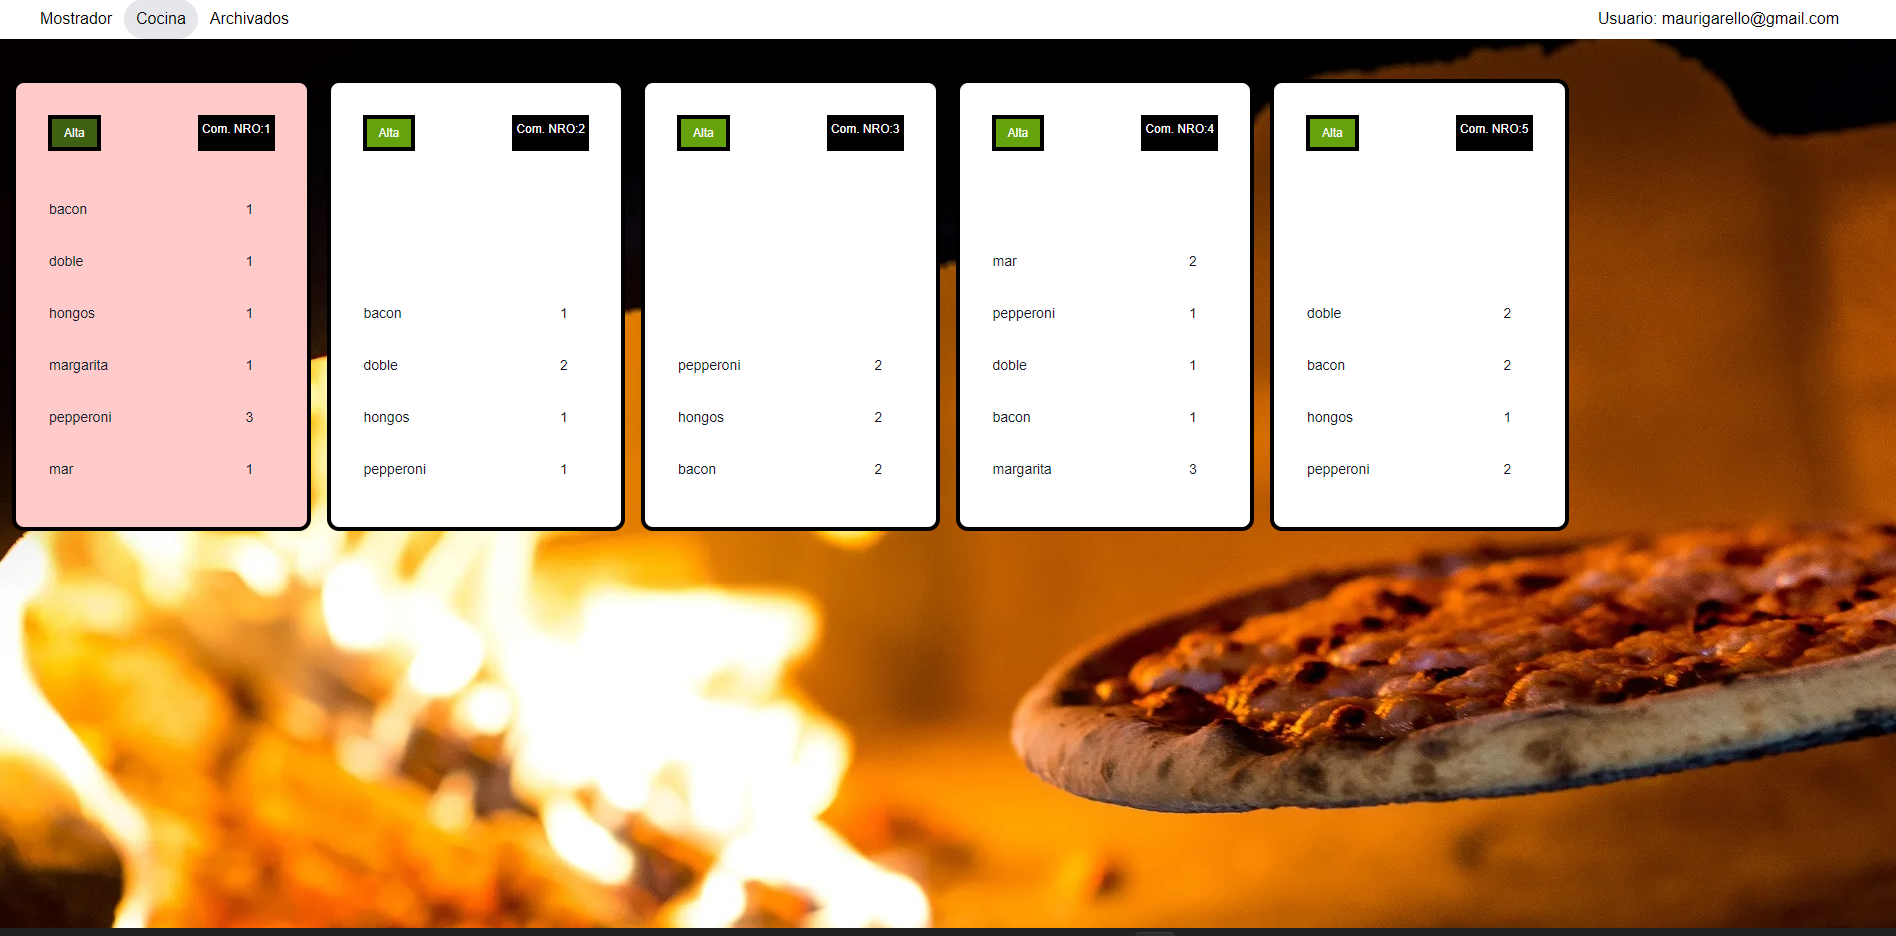 Mostrador Cocina Archivados Usuario: maurigarello@gmail.com
Alta Com. NRO:1
bacon 1
doble 1
hongos 1
margarita 1
pepperoni 3
mar 1
Alta Com. NRO:2
bacon 1
doble 2
hongos 1
pepperoni 1
Alta Com. NRO:3
pepperoni 2
hongos 2
bacon 2
Alta Com. NRO:4
mar 2
pepperoni 1
doble 1
bacon 1
margarita 3
Alta Com. NRO:5
doble 2
bacon 2
hongos 1
pepperoni 2